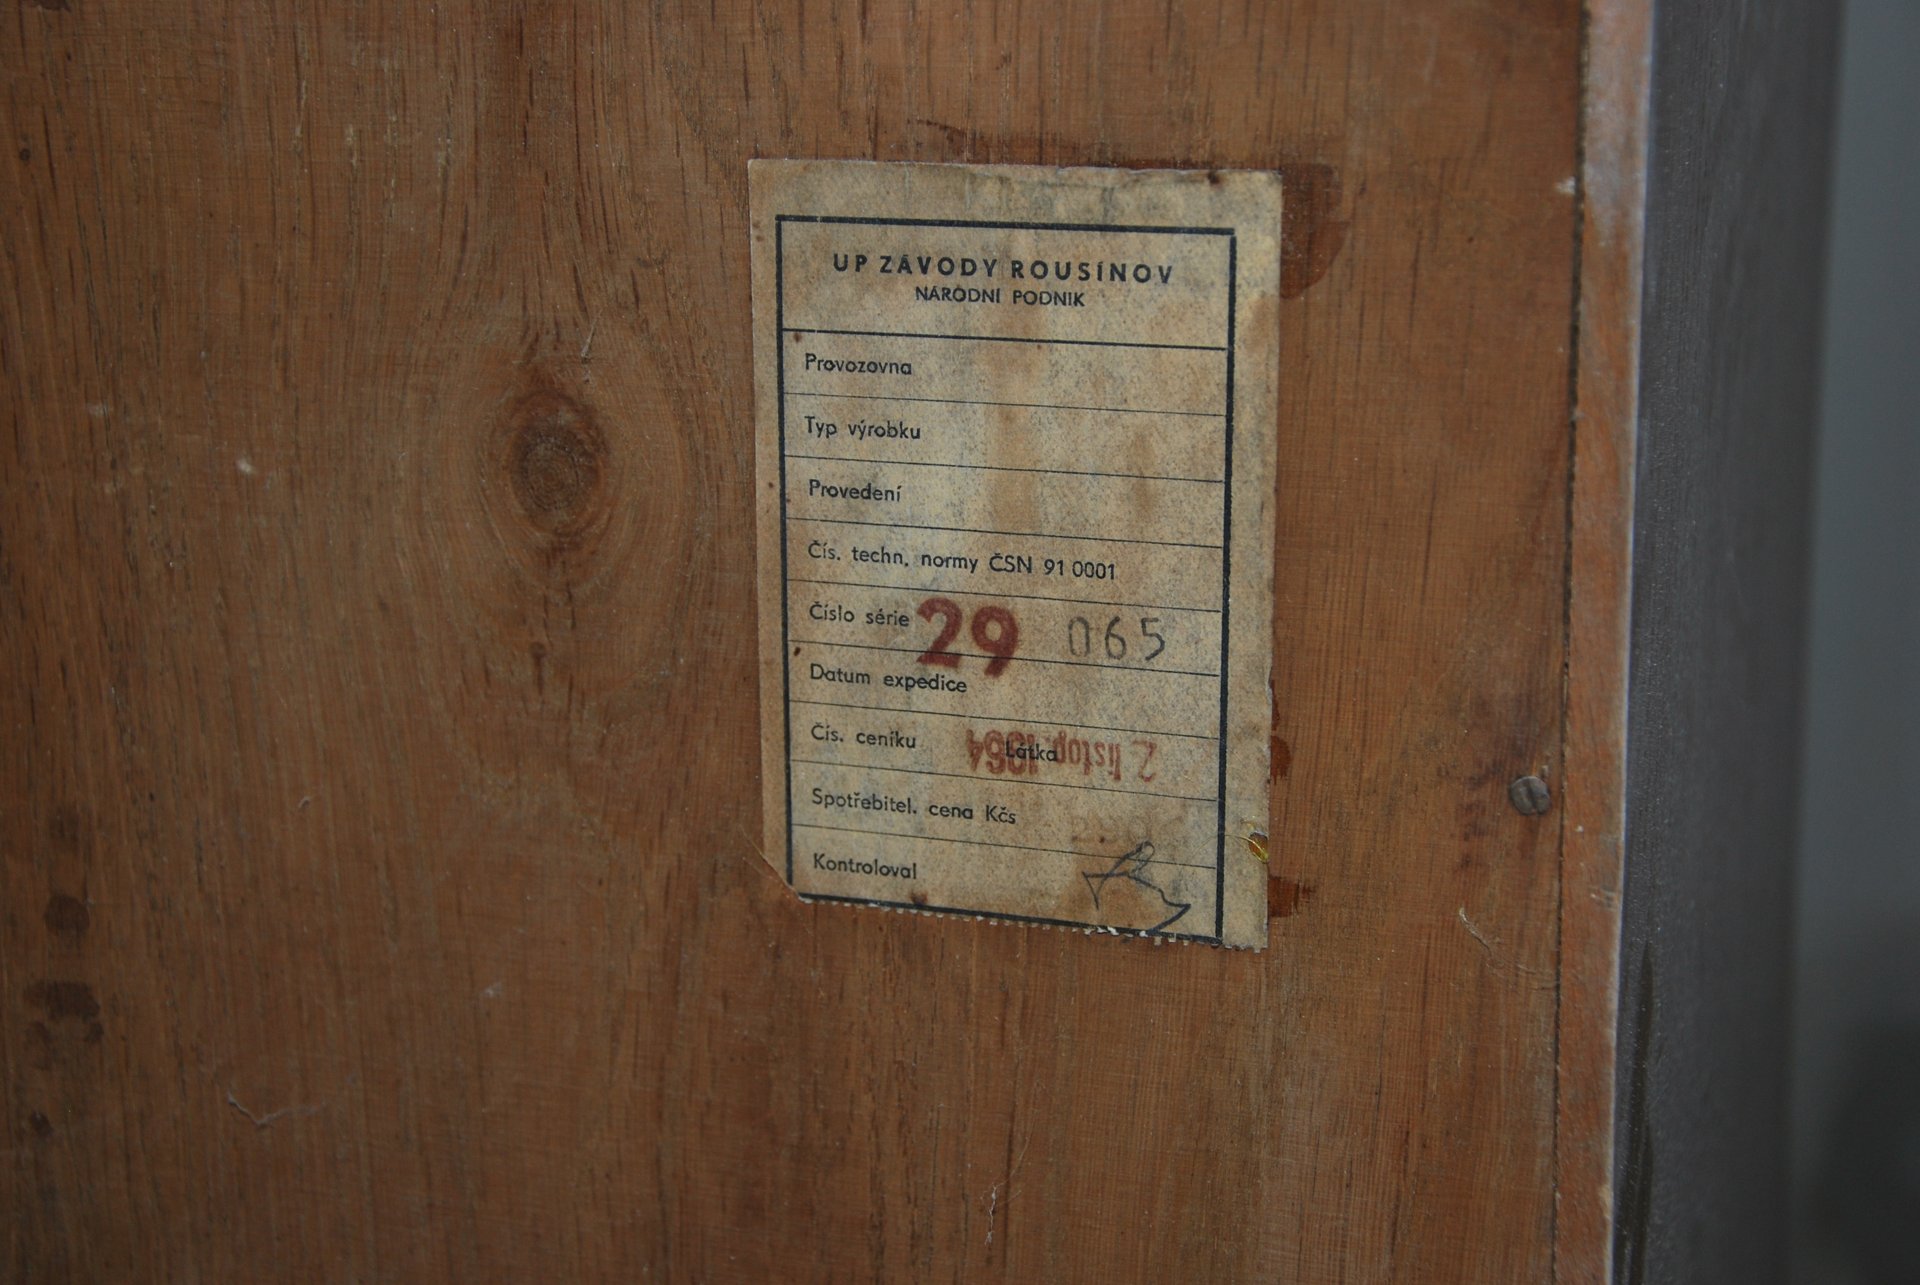 UP ZÁVODY ROUSÍNOV
NÁRODNÍ PODNIK
Provozovna
Typ výrobku
Provedení
Čís. techn. normy ČSN 91 0001
Číslo série 29 065
Datum expedice
Čís. ceníku Látka 2. listop. 1964
Spotřebitel. cena Kčs
Kontroloval